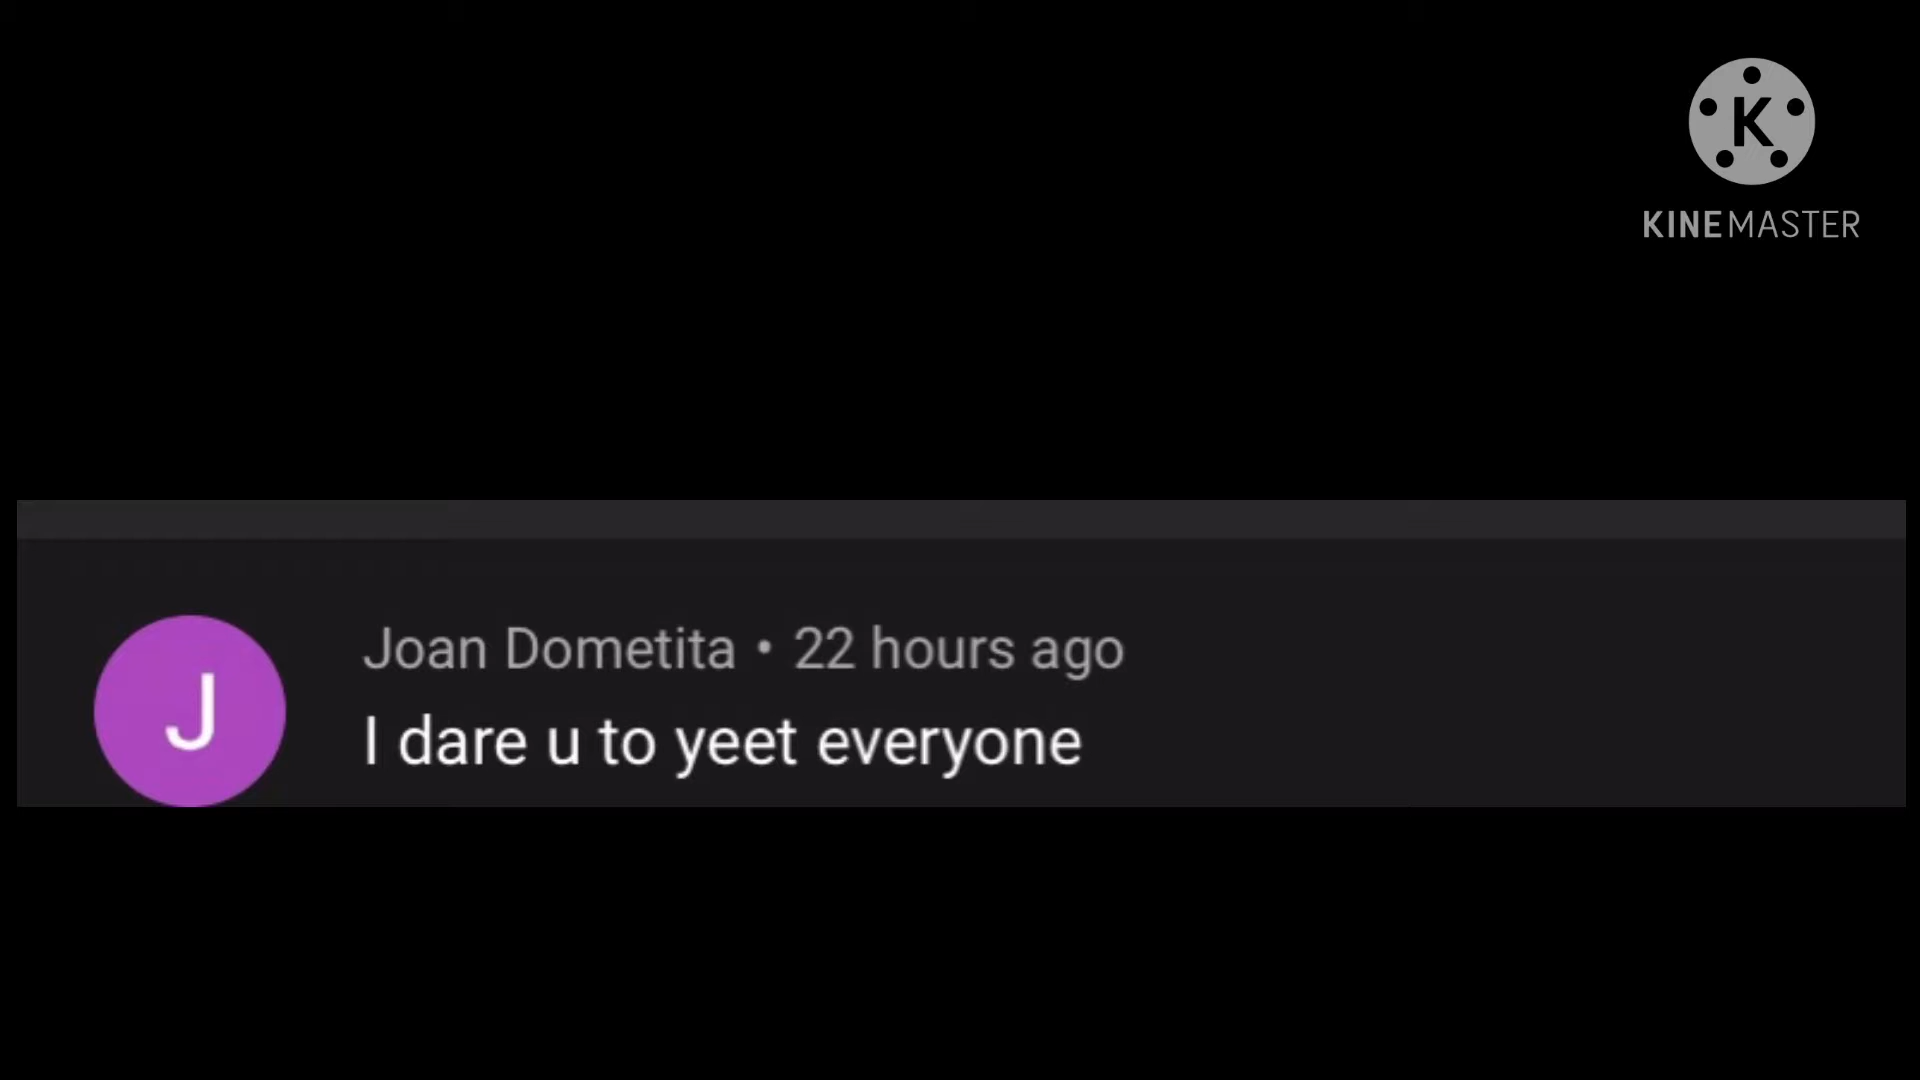 K
KINEMASTER
J
Joan Dometita • 22 hours ago
I dare u to yeet everyone